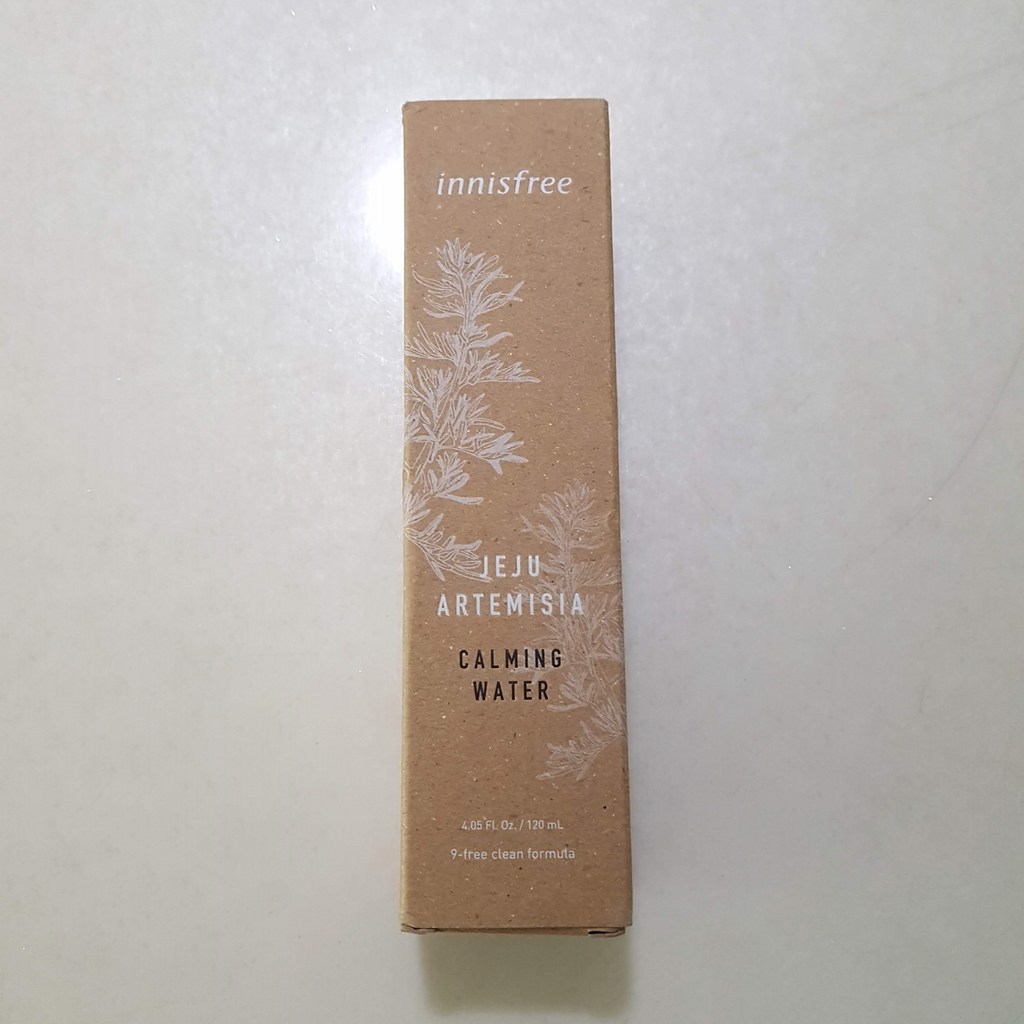 innisfree
JEJU
ARTEMISIA
CALMING
WATER
4.05 Fl. Oz. / 120 mL
9-free clean formula